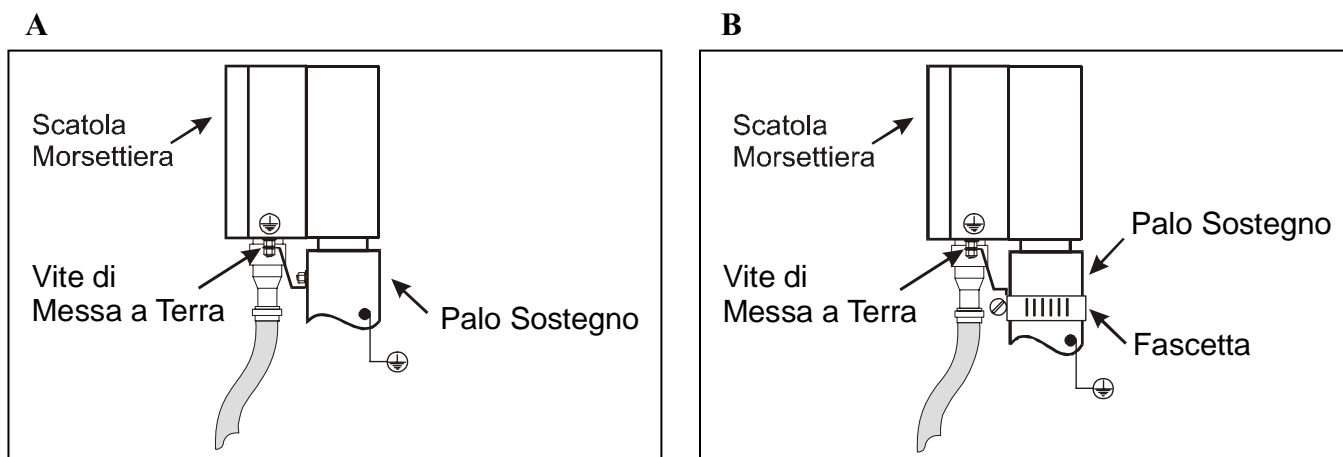 A
Scatola
Morsettiera
Vite di
Messa a Terra
Palo Sostegno
B
Scatola
Morsettiera
Vite di
Messa a Terra
Palo Sostegno
Fascetta